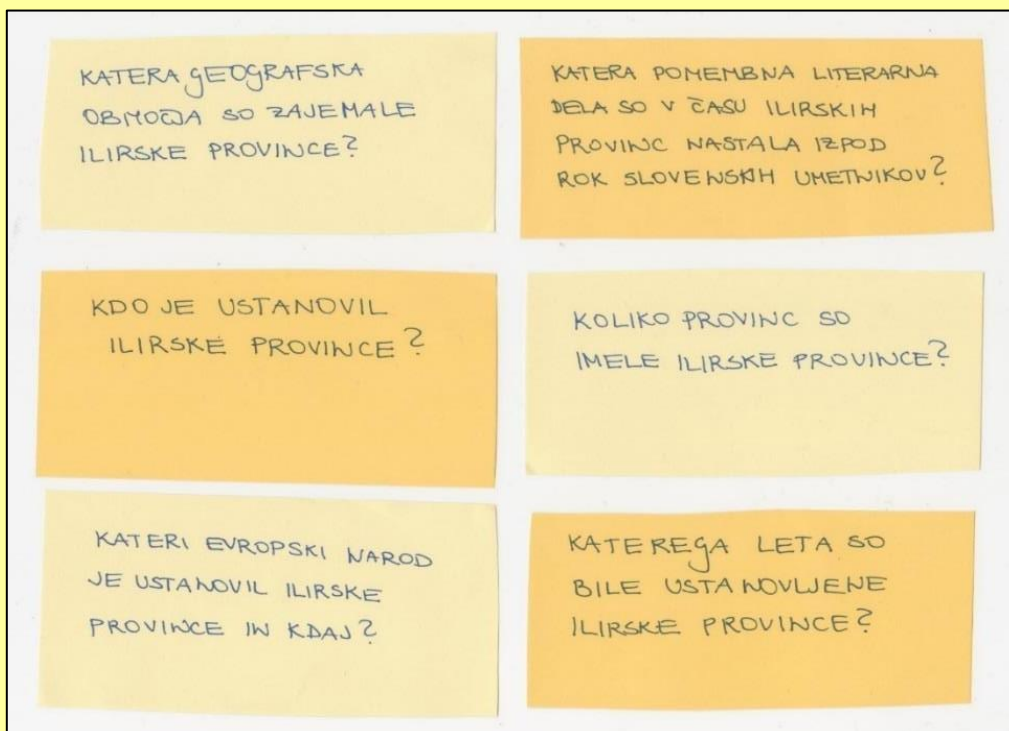 KATERA GEOGRAFSKA
OBMOČJA SO ZAJEMALE
ILIRSKE PROVINCE?
KATERA POMEMBNA LITERARNA
DELA SO V ČASU ILIRSKIH
PROVINC NASTALA IZPOD
ROK SLOVENSKIH UMETNIKOV?
KDO JE USTANOVIL
ILIRSKE PROVINCE?
KOLIKO PROVINC SO
IMELE ILIRSKE PROVINCE?
KATERI EVROPSKI NAROD
JE USTANOVIL ILIRSKE
PROVINCE IN KDAJ?
KATEREGA LETA SO
BILE USTANOVLJENE
ILIRSKE PROVINCE?